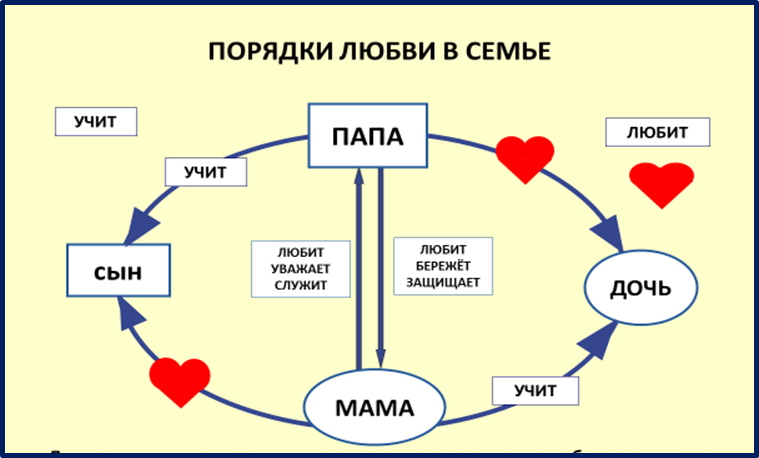 ПОРЯДКИ ЛЮБВИ В СЕМЬЕ
УЧИТ
ПАПА
ЛЮБИТ
УЧИТ
ЛЮБИТ
УВАЖАЕТ
СЛУЖИТ
ЛЮБИТ
БЕРЕЖЁТ
ЗАЩИЩАЕТ
СЫН
ДОЧЬ
УЧИТ
МАМА